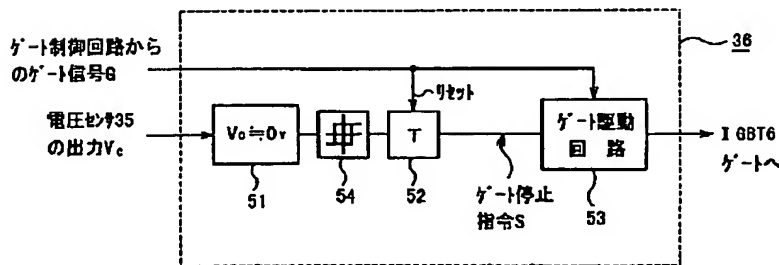 ゲート制御回路から
のゲート信号G
36
リセット
電圧センサ35
の出力Vc
Vc≒0v
T
ゲート駆動
回路
IGBT6
ゲートへ
51
54
52
ゲート停止
指令S
53